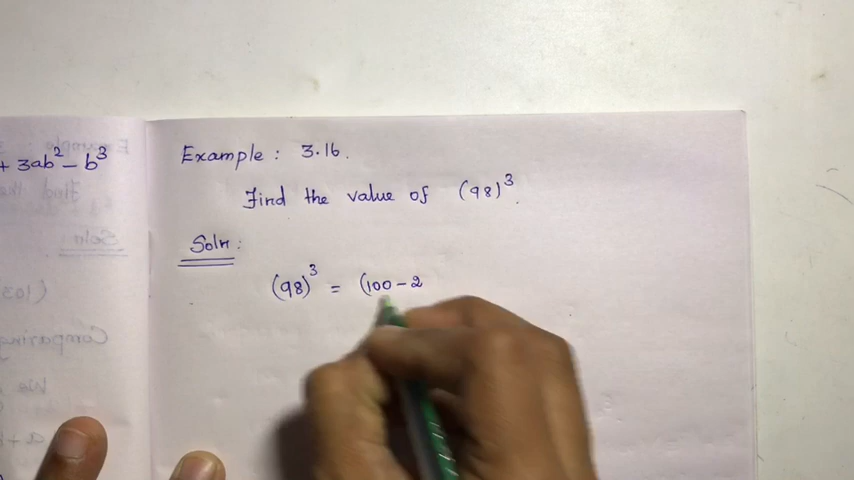 + 3ab² − b³
Example : 3.16.
Find the value of (98)³.
Soln :
(98)³ = (100 − 2